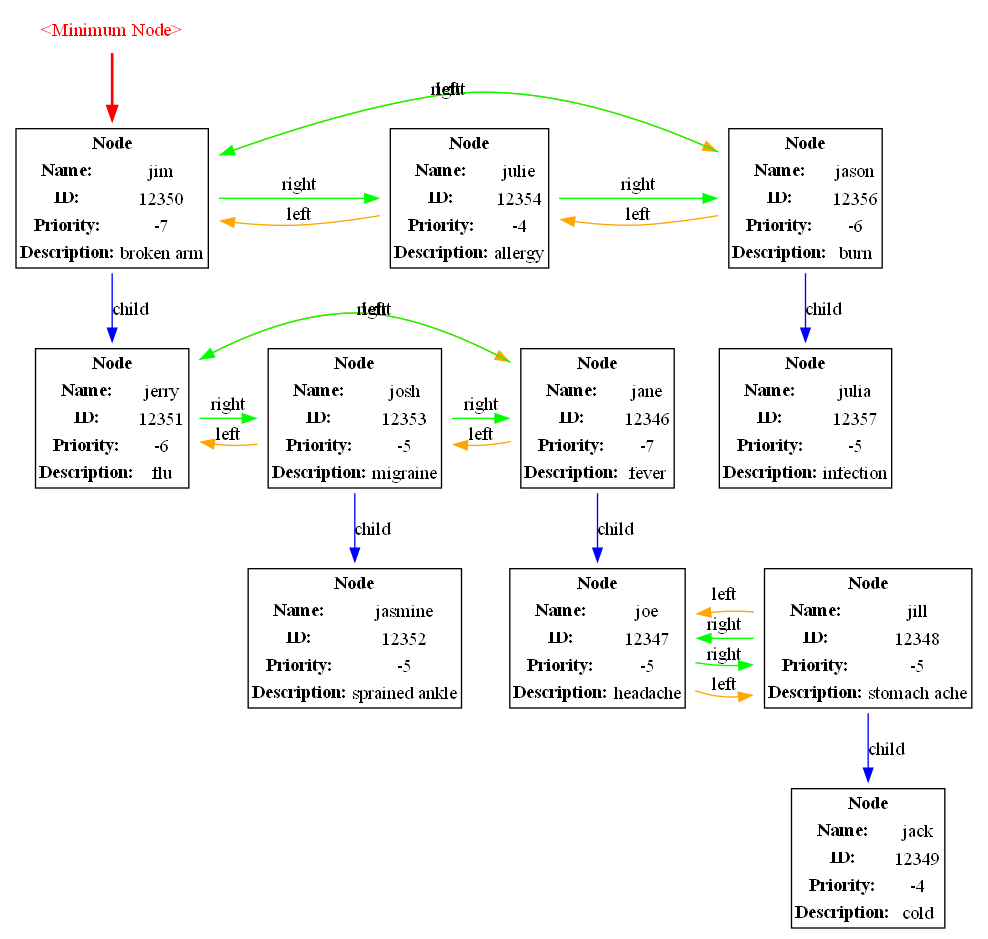 <Minimum Node>
right left
Node Node Node
Name: jim Name: julie Name: jason
ID: 12350 right ID: 12354 right ID: 12356
Priority: -7 left Priority: -4 left Priority: -6
Description: broken arm Description: allergy Description: burn
child child
right left
Node Node Node Node
Name: jerry Name: josh Name: jane Name: julia
ID: 12351 right ID: 12353 right ID: 12346 ID: 12357
Priority: -6 left Priority: -5 left Priority: -7 Priority: -5
Description: flu Description: migraine Description: fever Description: infection
child child
Node Node Node
left
Name: jasmine Name: joe Name: jill
right
ID: 12352 ID: 12347 ID: 12348
right
Priority: -5 Priority: -5 Priority: -5
left
Description: sprained ankle Description: headache Description: stomach ache
child
Node
Name: jack
ID: 12349
Priority: -4
Description: cold